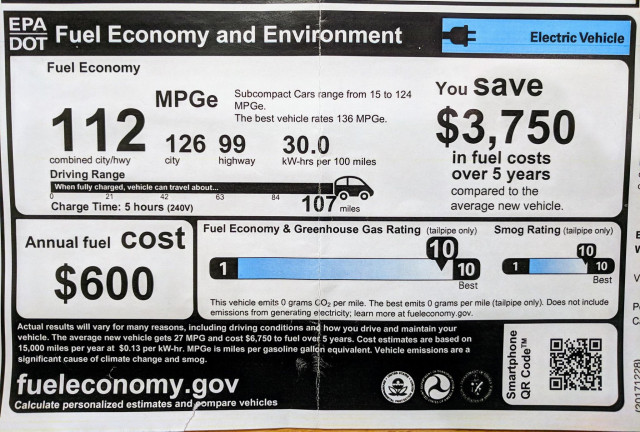 EPA
DOT
Fuel Economy and Environment
Electric Vehicle
Fuel Economy
112
combined city/hwy
MPGe
126
city
99
highway
Subcompact Cars range from 15 to 124
MPGe.
The best vehicle rates 136 MPGe.
30.0
kW-hrs per 100 miles
Driving Range
When fully charged, vehicle can travel about...
0 21 42 63 84 107 miles
Charge Time: 5 hours (240V)
You save
$3,750
in fuel costs
over 5 years
compared to the
average new vehicle.
Annual fuel cost
$600
Fuel Economy & Greenhouse Gas Rating (tailpipe only)
10
1 10
Best
Smog Rating (tailpipe only)
10
1 10
Best
This vehicle emits 0 grams CO₂ per mile. The best emits 0 grams per mile (tailpipe only). Does not include
emissions from generating electricity; learn more at fueleconomy.gov.
Actual results will vary for many reasons, including driving conditions and how you drive and maintain your
vehicle. The average new vehicle gets 27 MPG and cost $6,750 to fuel over 5 years. Cost estimates are based on
15,000 miles per year at $0.13 per kW-hr. MPGe is miles per gasoline gallon equivalent. Vehicle emissions are a
significant cause of climate change and smog.
fueleconomy.gov
Calculate personalized estimates and compare vehicles
Smartphone
QR Code™
(20171228)